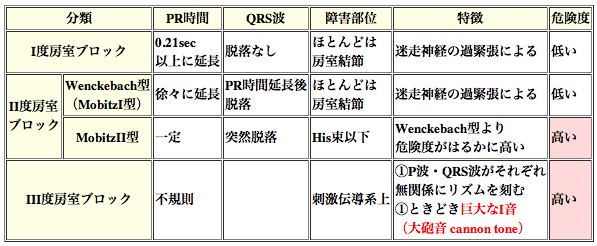 分類 PR時間 QRS波 障害部位 特徴 危険度
I度房室ブロック
0.21sec
以上に延長
脱落なし
ほとんどは
房室結節
迷走神経の過緊張による
低い
II度房室
ブロック
Wenckebach型
（MobitzI型）
徐々に延長
PR時間延長後
脱落
ほとんどは
房室結節
迷走神経の過緊張による
低い
MobitzII型
一定
突然脱落
His束以下
Wenckebach型より
危険度がはるかに高い
高い
III度房室ブロック
不規則
刺激伝導系上
①P波・QRS波がそれぞれ
無関係にリズムを刻む
①ときどき巨大なI音
（大砲音 cannon tone）
高い